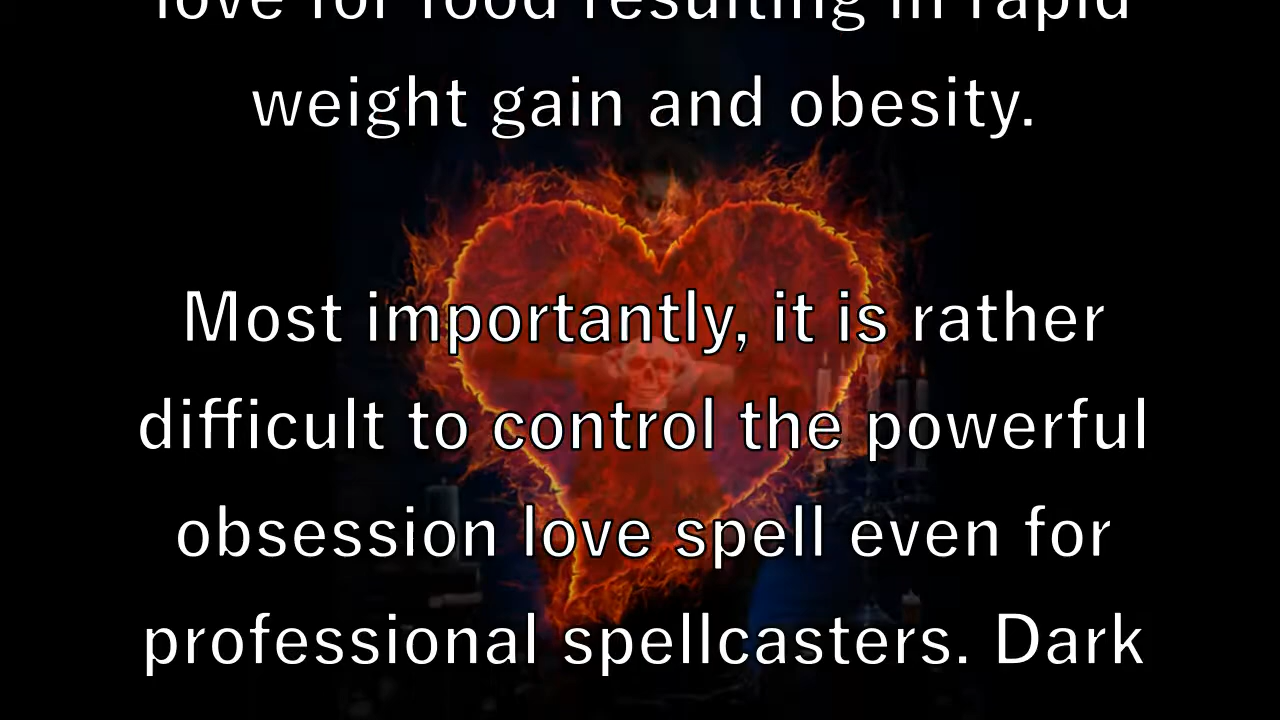 love for food resulting in rapid
weight gain and obesity.
Most importantly, it is rather
difficult to control the powerful
obsession love spell even for
professional spellcasters. Dark